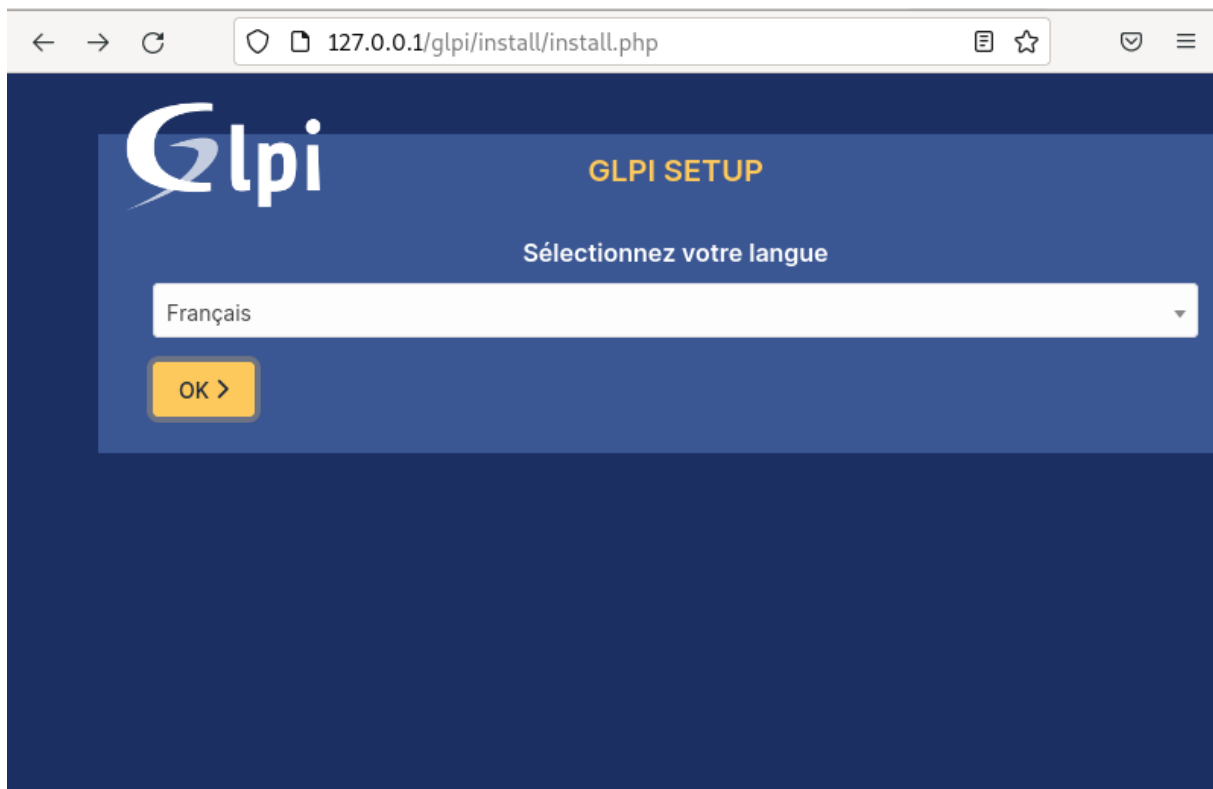 127.0.0.1/glpi/install/install.php
Glpi
GLPI SETUP
Sélectionnez votre langue
Français
OK >